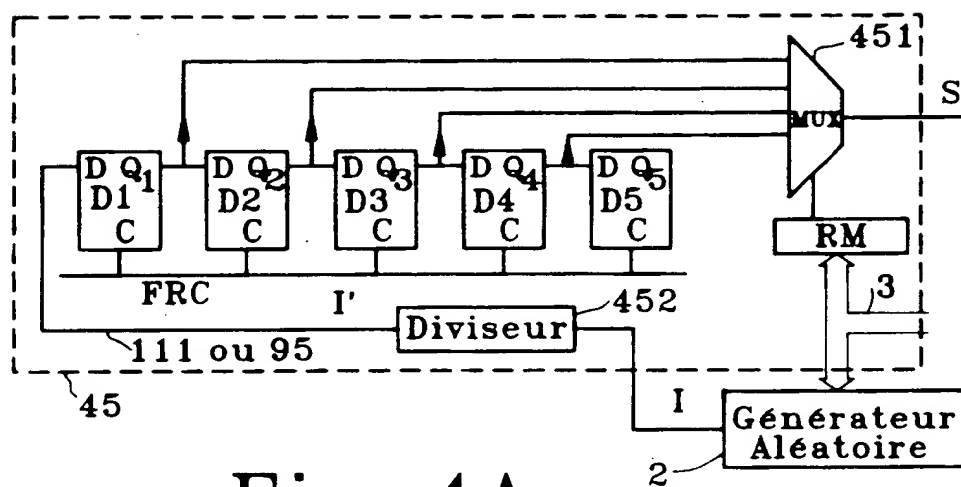 451
S
MUX
D Q1 D Q2 D Q3 D Q4 D Q5
D1 D2 D3 D4 D5
C C C C C
RM
FRC
I'
452
3
Diviseur
111 ou 95
45
I
Générateur
Aléatoire
2